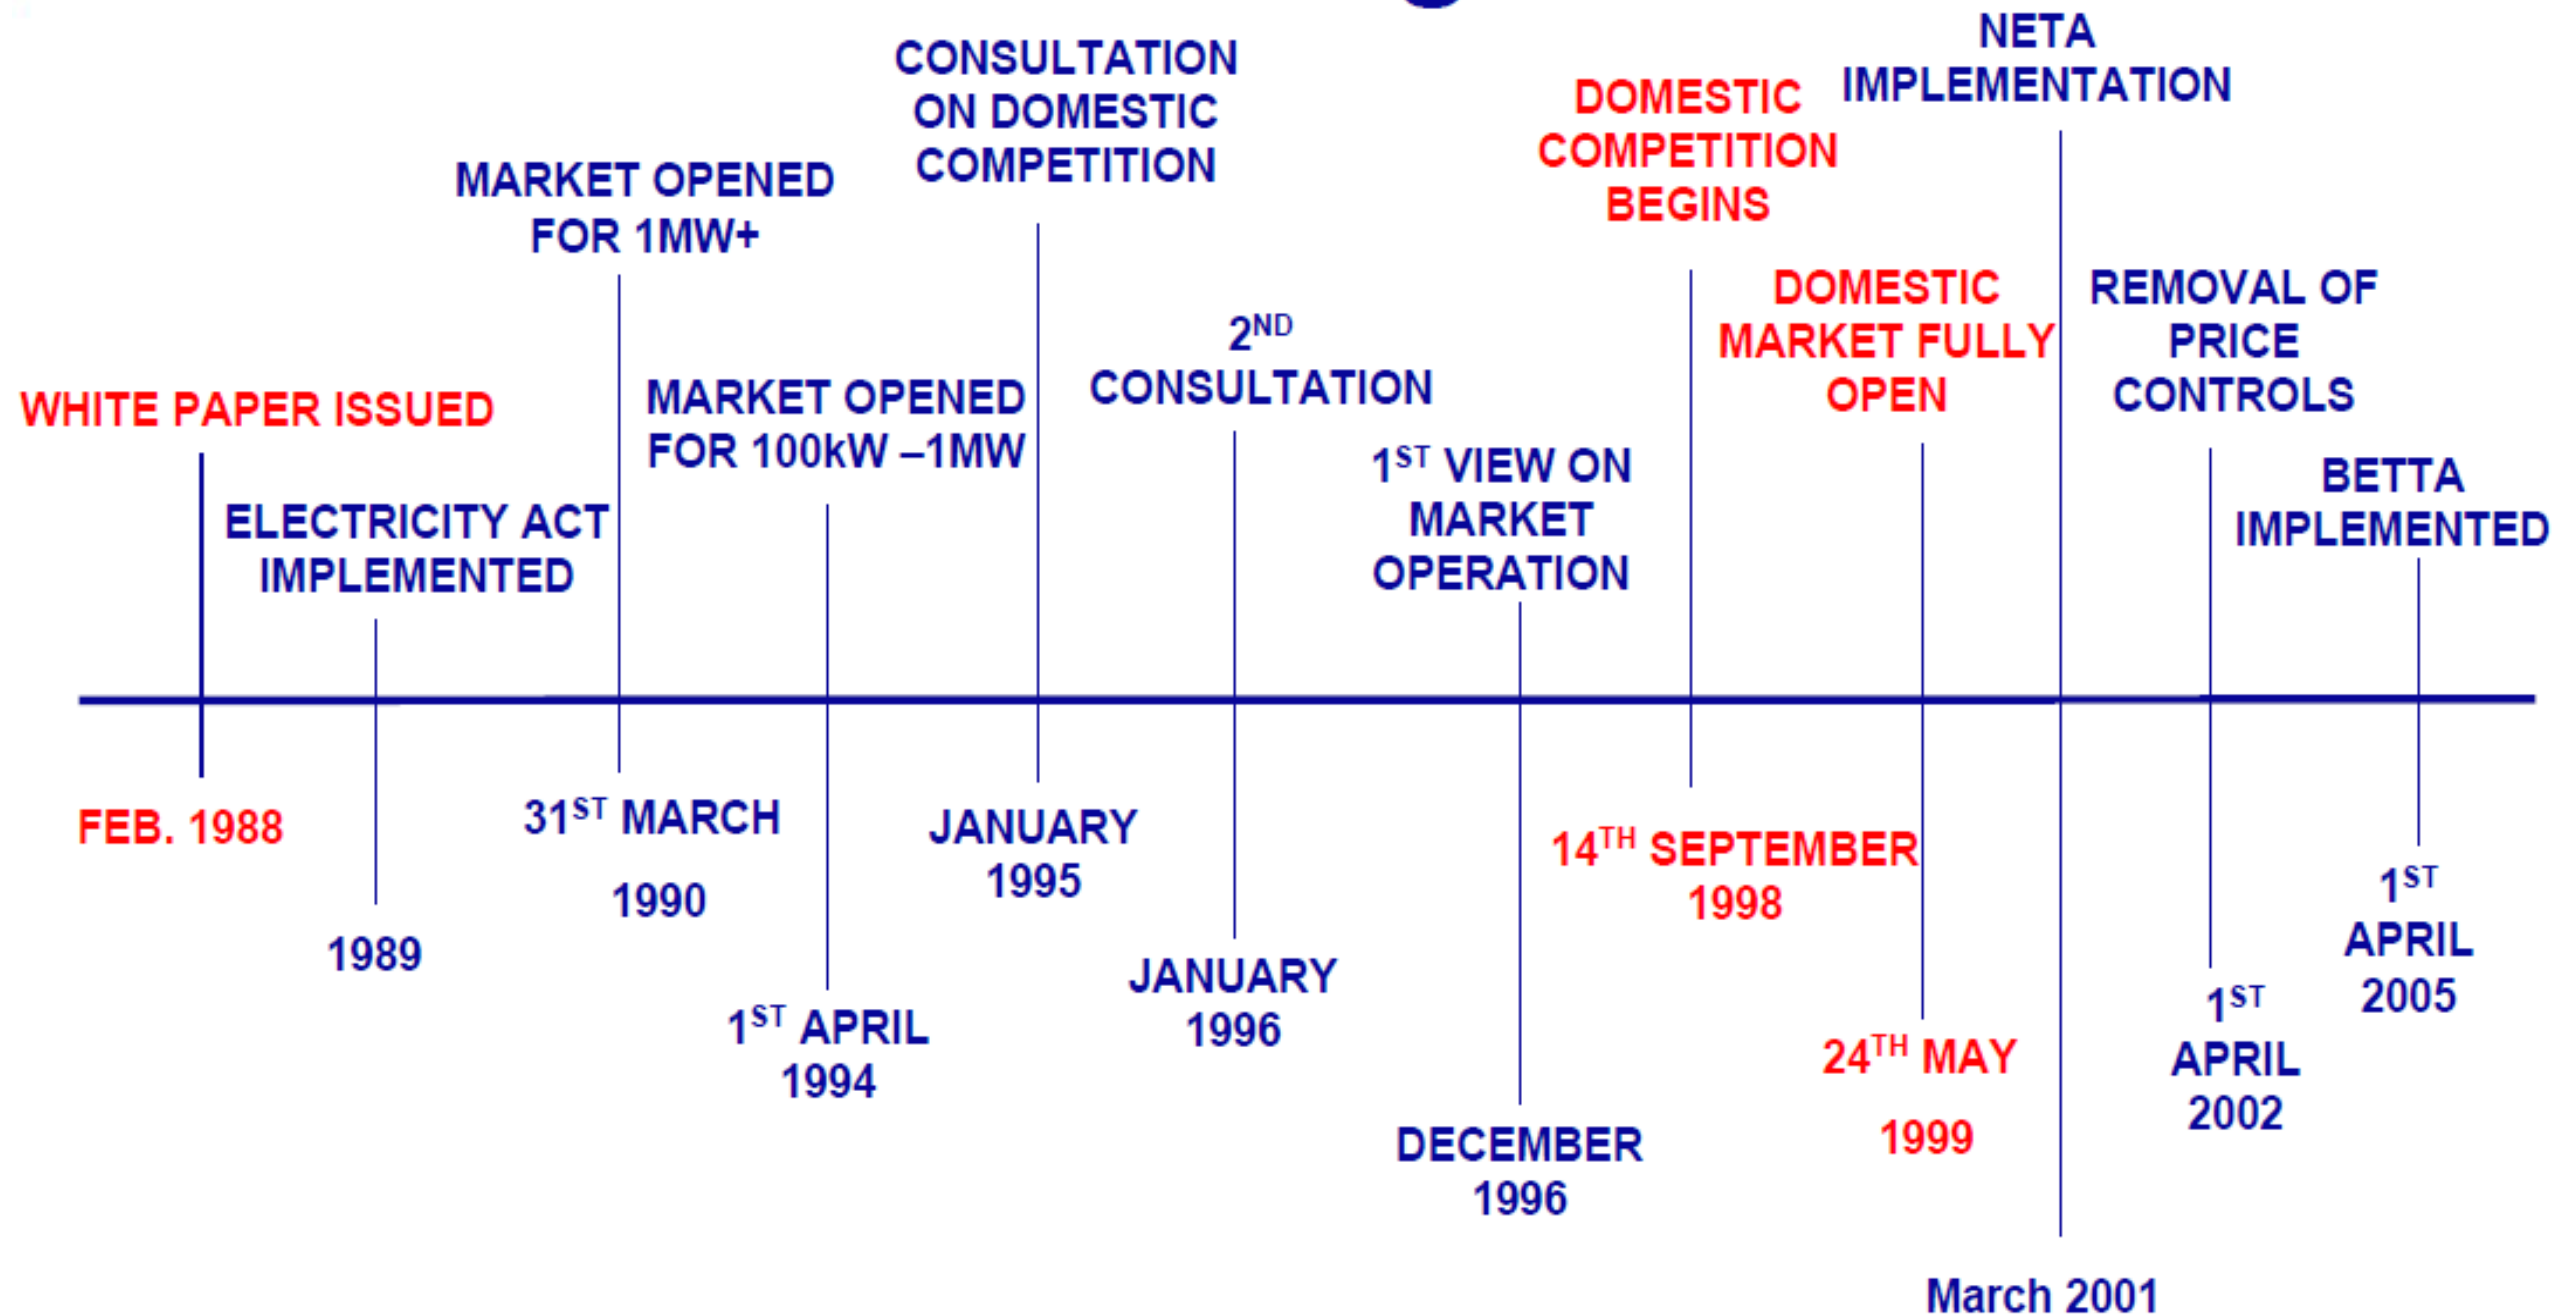 WHITE PAPER ISSUED
FEB. 1988
ELECTRICITY ACT
IMPLEMENTED
1989
MARKET OPENED
FOR 1MW+
31ST MARCH
1990
MARKET OPENED
FOR 100kW –1MW
1ST APRIL
1994
CONSULTATION
ON DOMESTIC
COMPETITION
JANUARY
1995
2ND
CONSULTATION
JANUARY
1996
1ST VIEW ON
MARKET
OPERATION
DECEMBER
1996
DOMESTIC
COMPETITION
BEGINS
14TH SEPTEMBER
1998
DOMESTIC
MARKET FULLY
OPEN
24TH MAY
1999
NETA
IMPLEMENTATION
March 2001
REMOVAL OF
PRICE
CONTROLS
1ST
APRIL
2002
BETTA
IMPLEMENTED
1ST
APRIL
2005